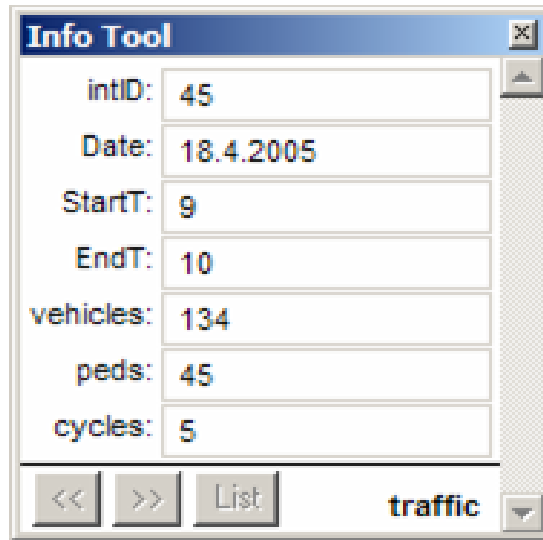 Info Tool
intID: 45
Date: 18.4.2005
StartT: 9
EndT: 10
vehicles: 134
peds: 45
cycles: 5
<< >> List traffic